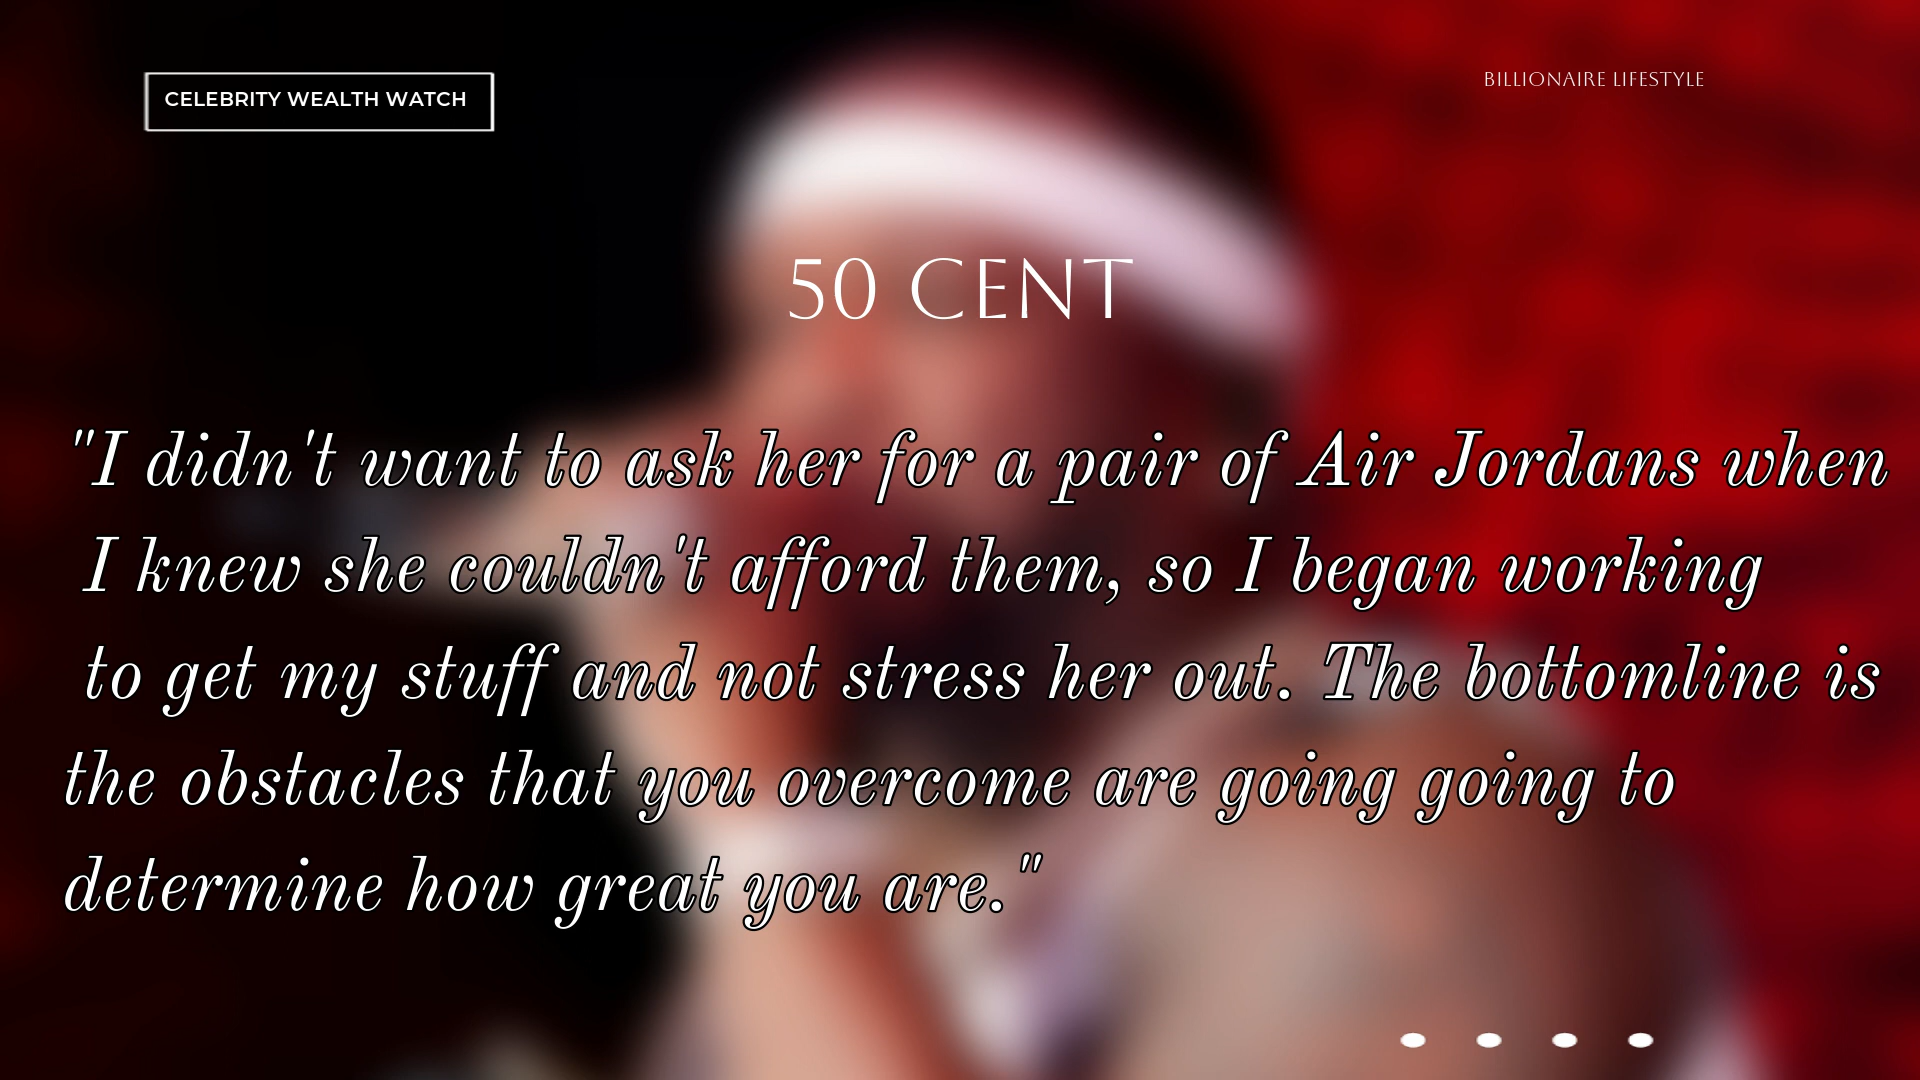 CELEBRITY WEALTH WATCH
BILLIONAIRE LIFESTYLE
50 CENT
"I didn't want to ask her for a pair of Air Jordans when
I knew she couldn't afford them, so I began working
to get my stuff and not stress her out. The bottomline is
the obstacles that you overcome are going going to
determine how great you are."